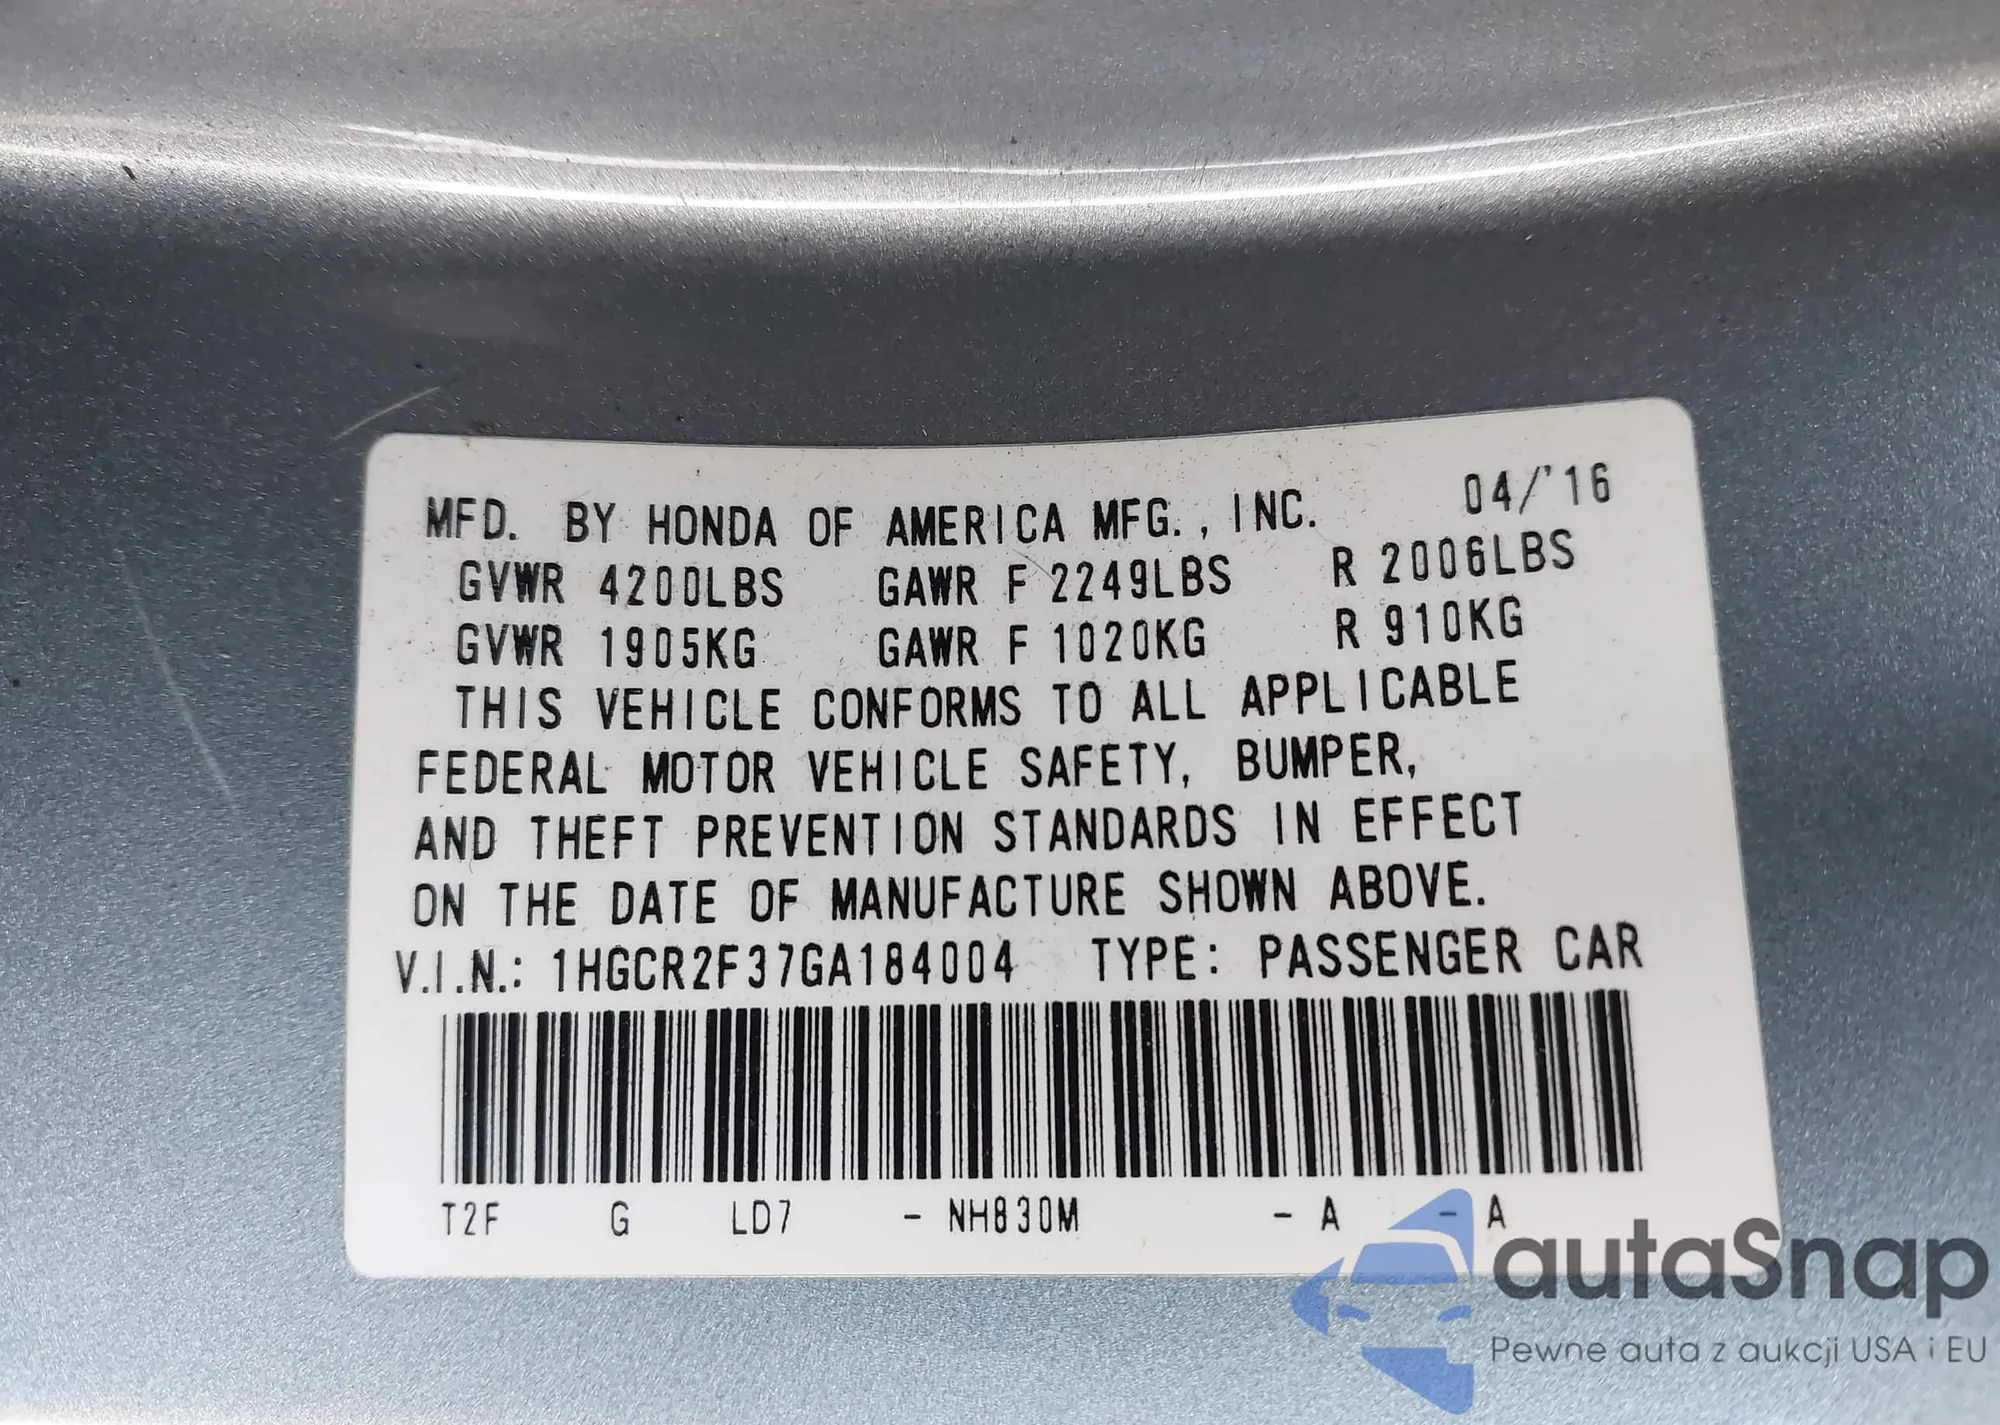 MFD. BY HONDA OF AMERICA MFG., INC. 04/'16
GVWR 4200LBS GAWR F 2249LBS R 2006LBS
GVWR 1905KG GAWR F 1020KG R 910KG
THIS VEHICLE CONFORMS TO ALL APPLICABLE
FEDERAL MOTOR VEHICLE SAFETY, BUMPER,
AND THEFT PREVENTION STANDARDS IN EFFECT
ON THE DATE OF MANUFACTURE SHOWN ABOVE.
V.I.N.: 1HGCR2F37GA184004 TYPE: PASSENGER CAR
T2F G LD7 - NH830M - A - A
autaSnap
Pewne auta z aukcji USA i EU